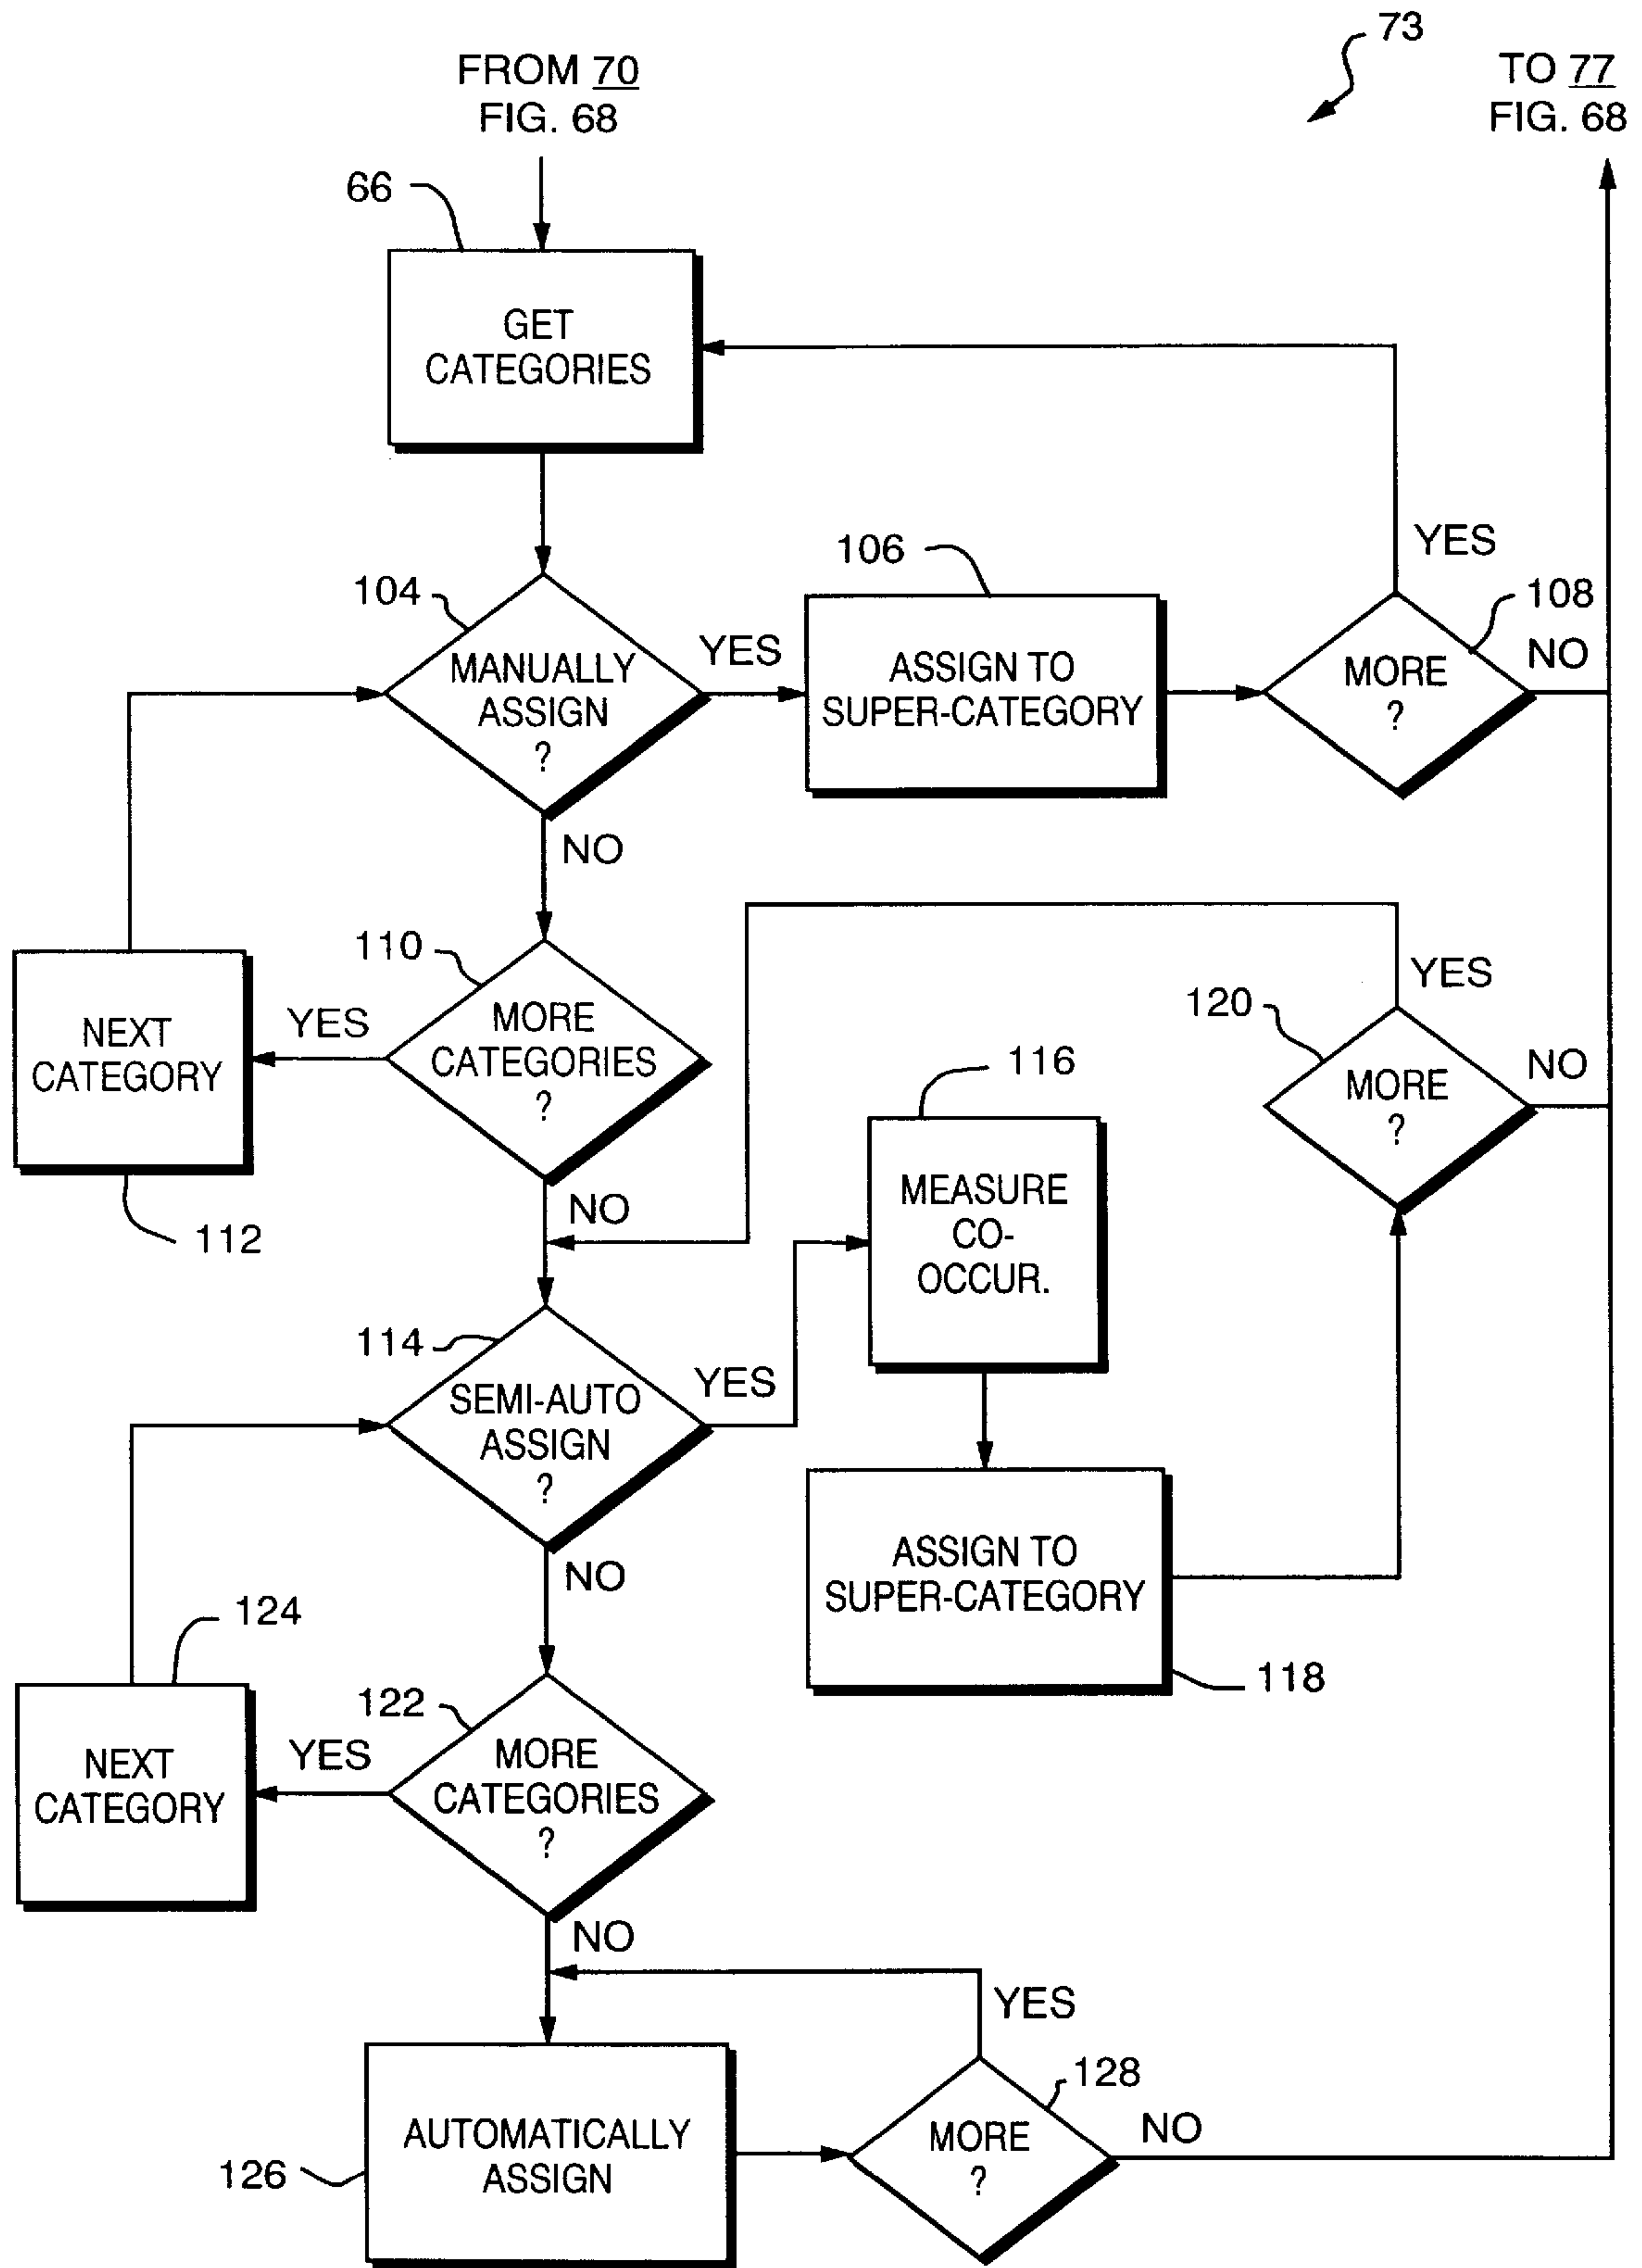 73
FROM 70
FIG. 68
TO 77
FIG. 68
66
GET
CATEGORIES
YES
106
104
108
MANUALLY
ASSIGN
?
YES
ASSIGN TO
SUPER-CATEGORY
MORE
?
NO
NO
110
YES
120
NEXT
CATEGORY
YES
MORE
CATEGORIES
?
116
MORE
?
NO
112
NO
MEASURE
CO-
OCCUR.
114
SEMI-AUTO
ASSIGN
?
YES
NO
ASSIGN TO
SUPER-CATEGORY
118
124
122
NEXT
CATEGORY
YES
MORE
CATEGORIES
?
NO
YES
128
AUTOMATICALLY
ASSIGN
MORE
?
NO
126